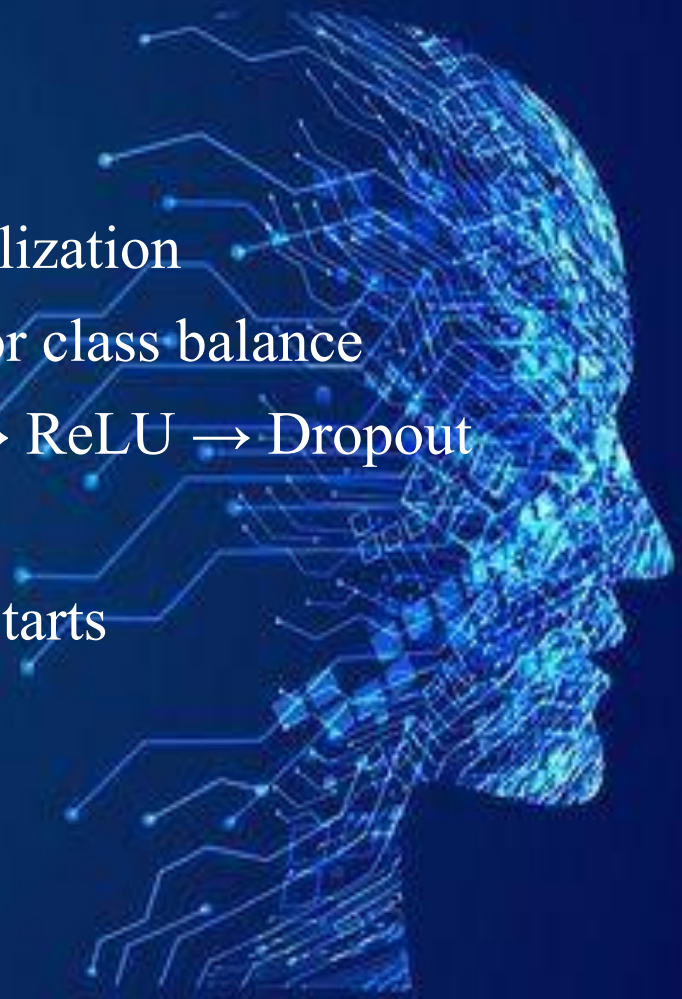 lization
or class balance
→ ReLU → Dropout
tarts